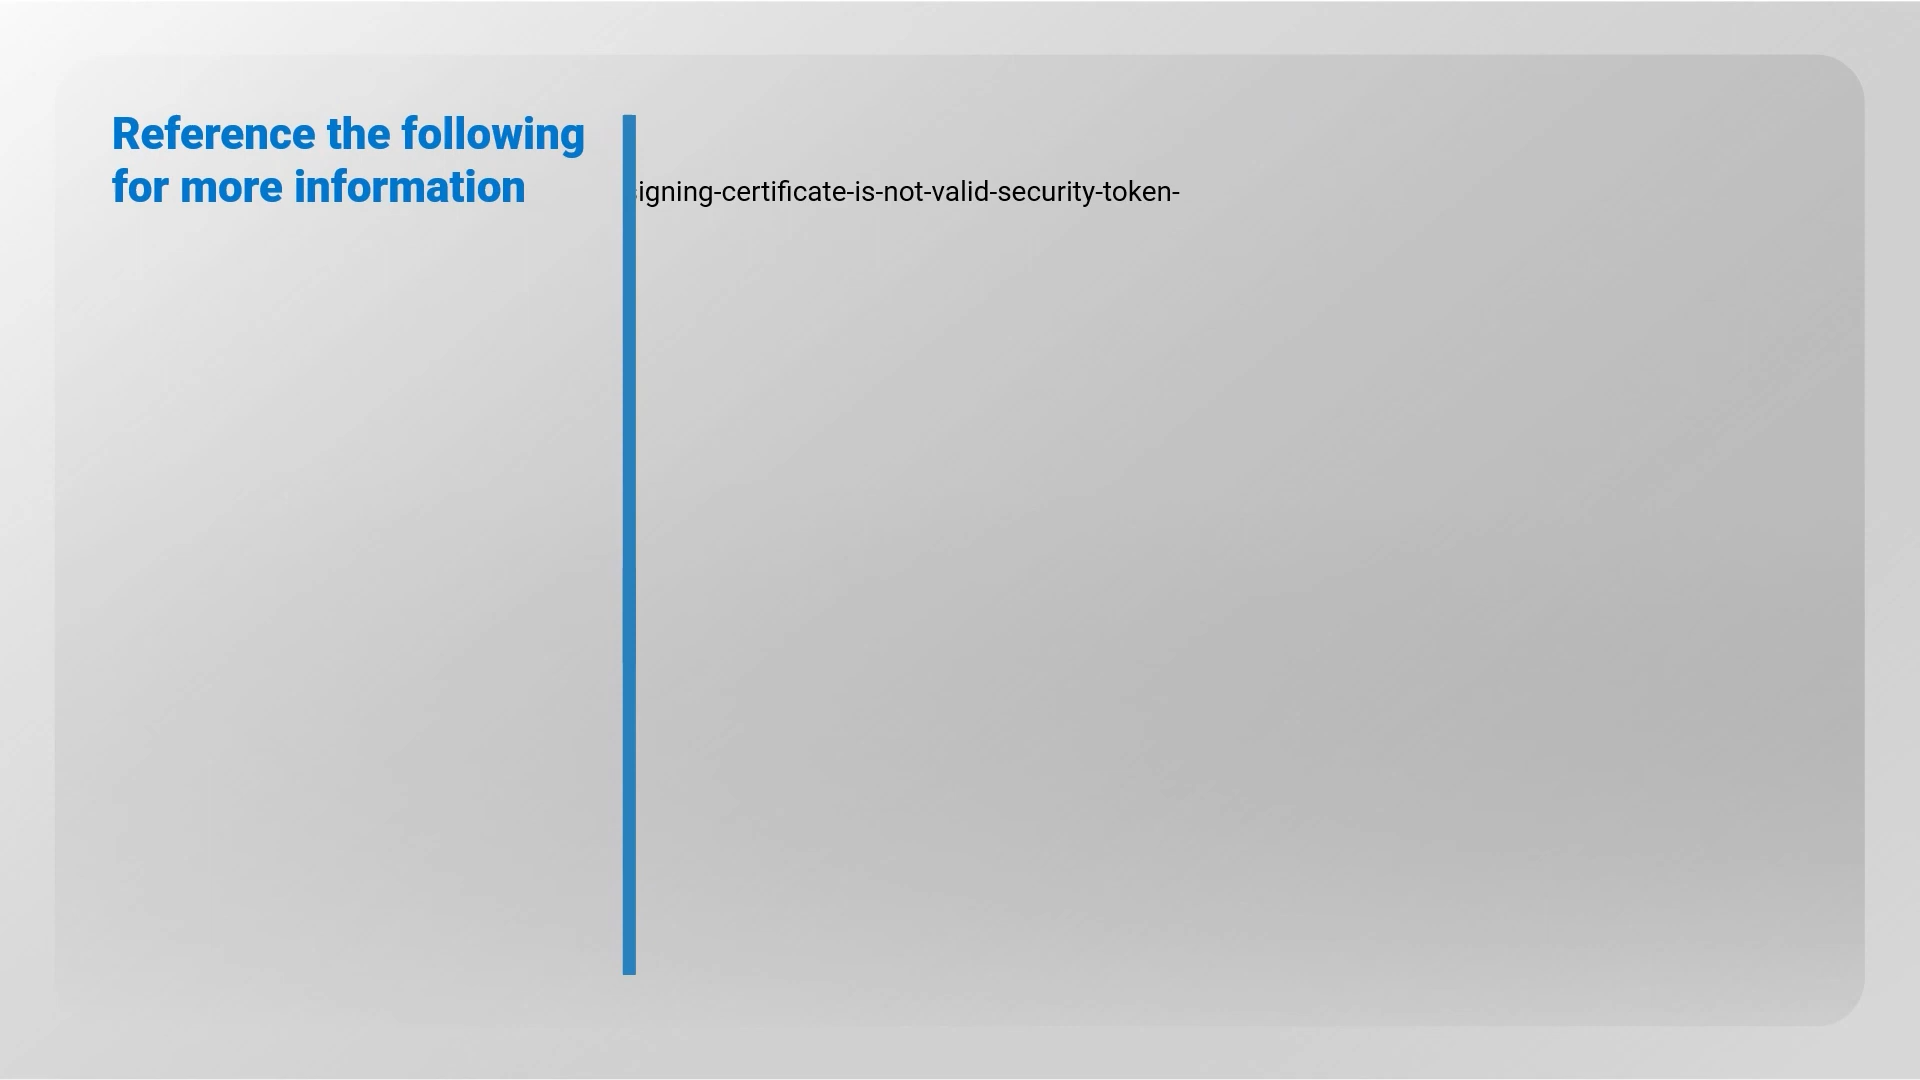 Reference the following
for more information
igning-certificate-is-not-valid-security-token-